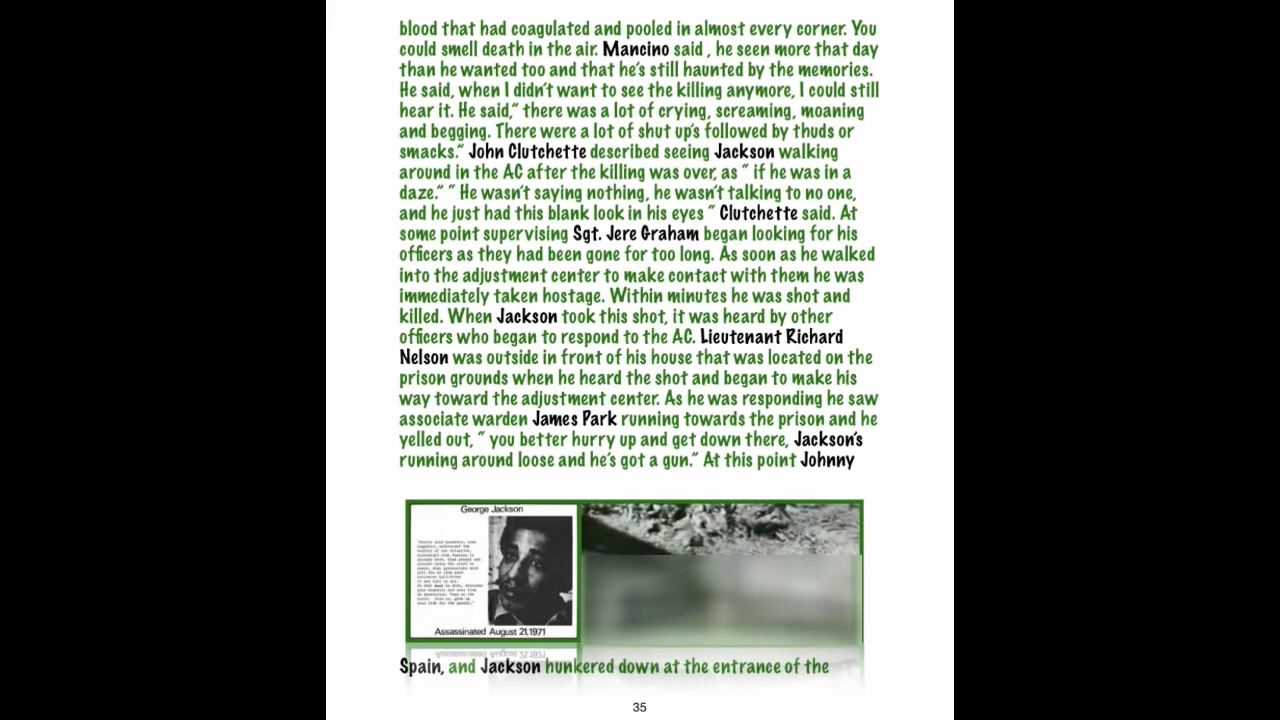 blood that had coagulated and pooled in almost every corner. You
could smell death in the air. Mancino said , he seen more that day
than he wanted too and that he's still haunted by the memories.
He said, when I didn't want to see the killing anymore, I could still
hear it. He said," there was a lot of crying, screaming, moaning
and begging. There were a lot of shut up's followed by thuds or
smacks." John Clutchette described seeing Jackson walking
around in the AC after the killing was over, as " if he was in a
daze." " He wasn't saying nothing, he wasn't talking to no one,
and he just had this blank look in his eyes " Clutchette said. At
some point supervising Sgt. Jere Graham began looking for his
officers as they had been gone for too long. As soon as he walked
into the adjustment center to make contact with them he was
immediately taken hostage. Within minutes he was shot and
killed. When Jackson took this shot, it was heard by other
officers who began to respond to the A.C. Lieutenant Richard
Nelson was outside in front of his house that was located on the
prison grounds when he heard the shot and began to make his
way toward the adjustment center. As he was responding he saw
associate warden James Park running towards the prison and he
yelled out, " you better hurry up and get down there, Jackson's
running around loose and he's got a gun." At this point Johnny
George Jackson
Assassinated August 21,1971
Spain, and Jackson hunkered down at the entrance of the
35